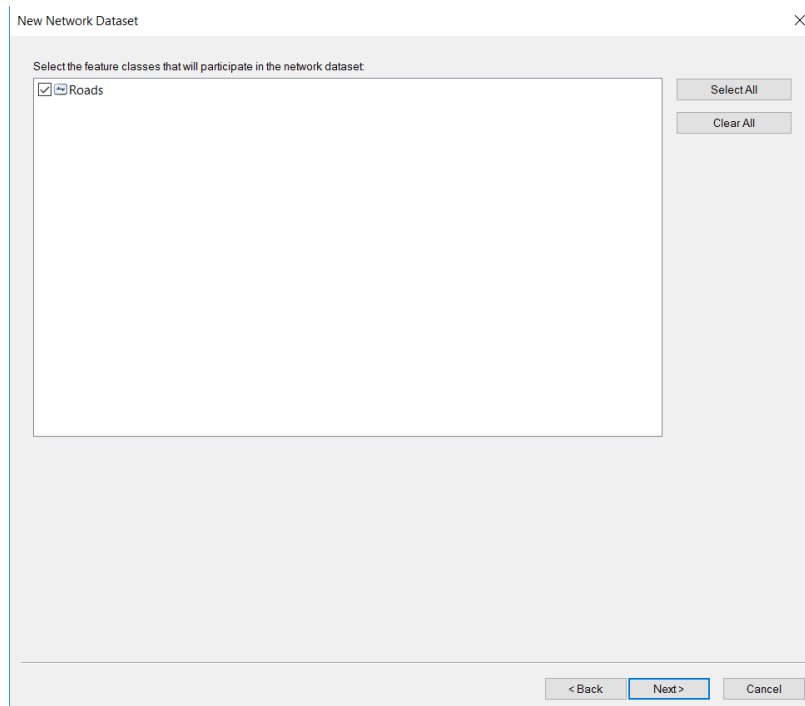 New Network Dataset
Select the feature classes that will participate in the network dataset:
Roads
Select All
Clear All
< Back
Next >
Cancel